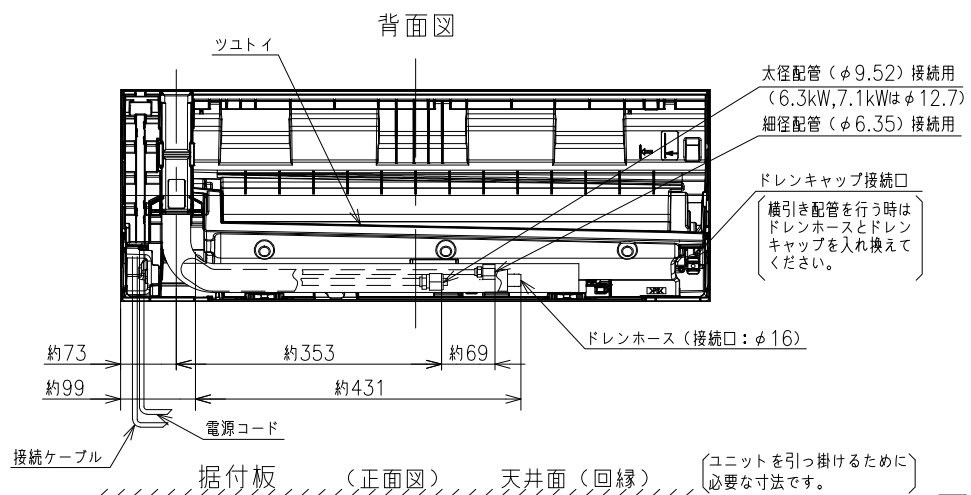 背面図
ツユトイ
太径配管（φ9.52）接続用
（6.3kW,7.1kWはφ12.7）
細径配管（φ6.35）接続用
ドレンキャップ接続口
横引き配管を行う時は
ドレンホースとドレン
キャップを入れ換えて
ください。
ドレンホース（接続口：φ16）
約73
約353
約69
約99
約431
電源コード
接続ケーブル
据付板　（正面図）　天井面（回縁）
ユニットを引っ掛けるために
必要な寸法です。